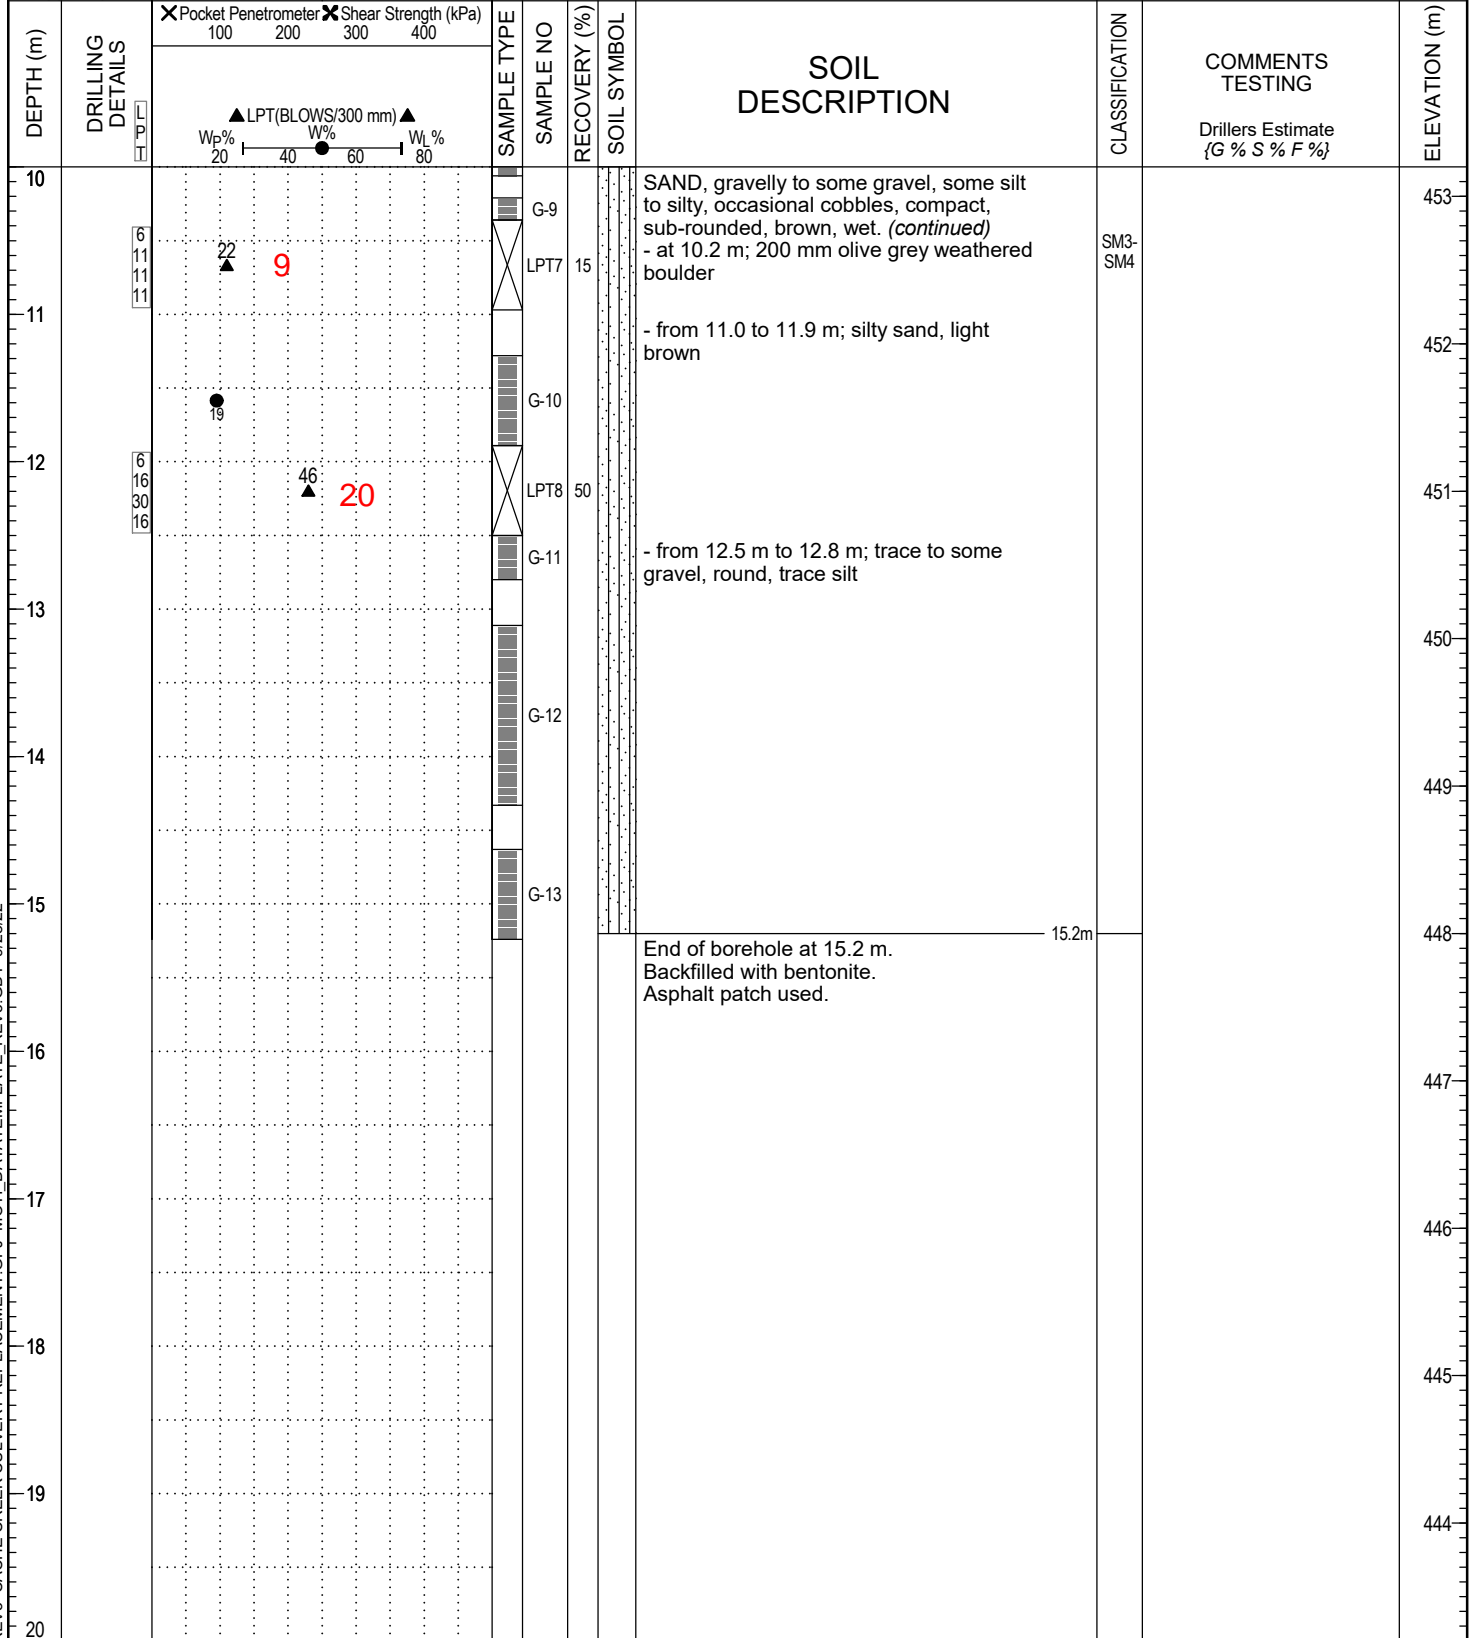 DEPTH (m)
DRILLING
DETAILS
L
P
T
Pocket Penetrometer Shear Strength (kPa)
100 200 300 400
LPT(BLOWS/300 mm)
WP% W% WL%
20 40 60 80
SAMPLE TYPE
SAMPLE NO
RECOVERY (%)
SOIL SYMBOL
SOIL
DESCRIPTION
CLASSIFICATION
COMMENTS
TESTING
Drillers Estimate
{G % S % F %}
ELEVATION (m)
10
G-9
SAND, gravelly to some gravel, some silt
to silty, occasional cobbles, compact,
sub-rounded, brown, wet. (continued)
- at 10.2 m; 200 mm olive grey weathered
boulder
SM3-
SM4
453
6
11
11
11
22
9
LPT7 15
11
- from 11.0 to 11.9 m; silty sand, light
brown
452
19
G-10
12
6
16
30
16
46
20
LPT8 50
451
G-11
- from 12.5 m to 12.8 m; trace to some
gravel, round, trace silt
13
450
G-12
14
449
G-13
15
15.2m
448
End of borehole at 15.2 m.
Backfilled with bentonite.
Asphalt patch used.
16
447
17
446
18
445
19
444
20